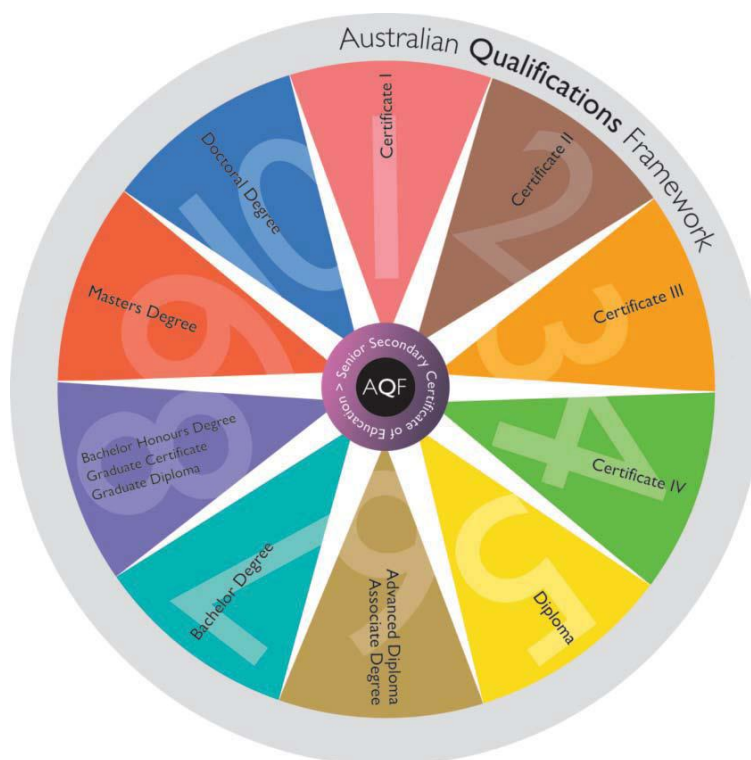 Australian Qualifications Framework
1
Certificate I
2
Certificate II
3
Certificate III
4
Certificate IV
5
Diploma
6
Advanced Diploma
Associate Degree
7
Bachelor Degree
8
Bachelor Honours Degree
Graduate Certificate
Graduate Diploma
9
Masters Degree
10
Doctoral Degree
Senior Secondary Certificate of Education >
AQF